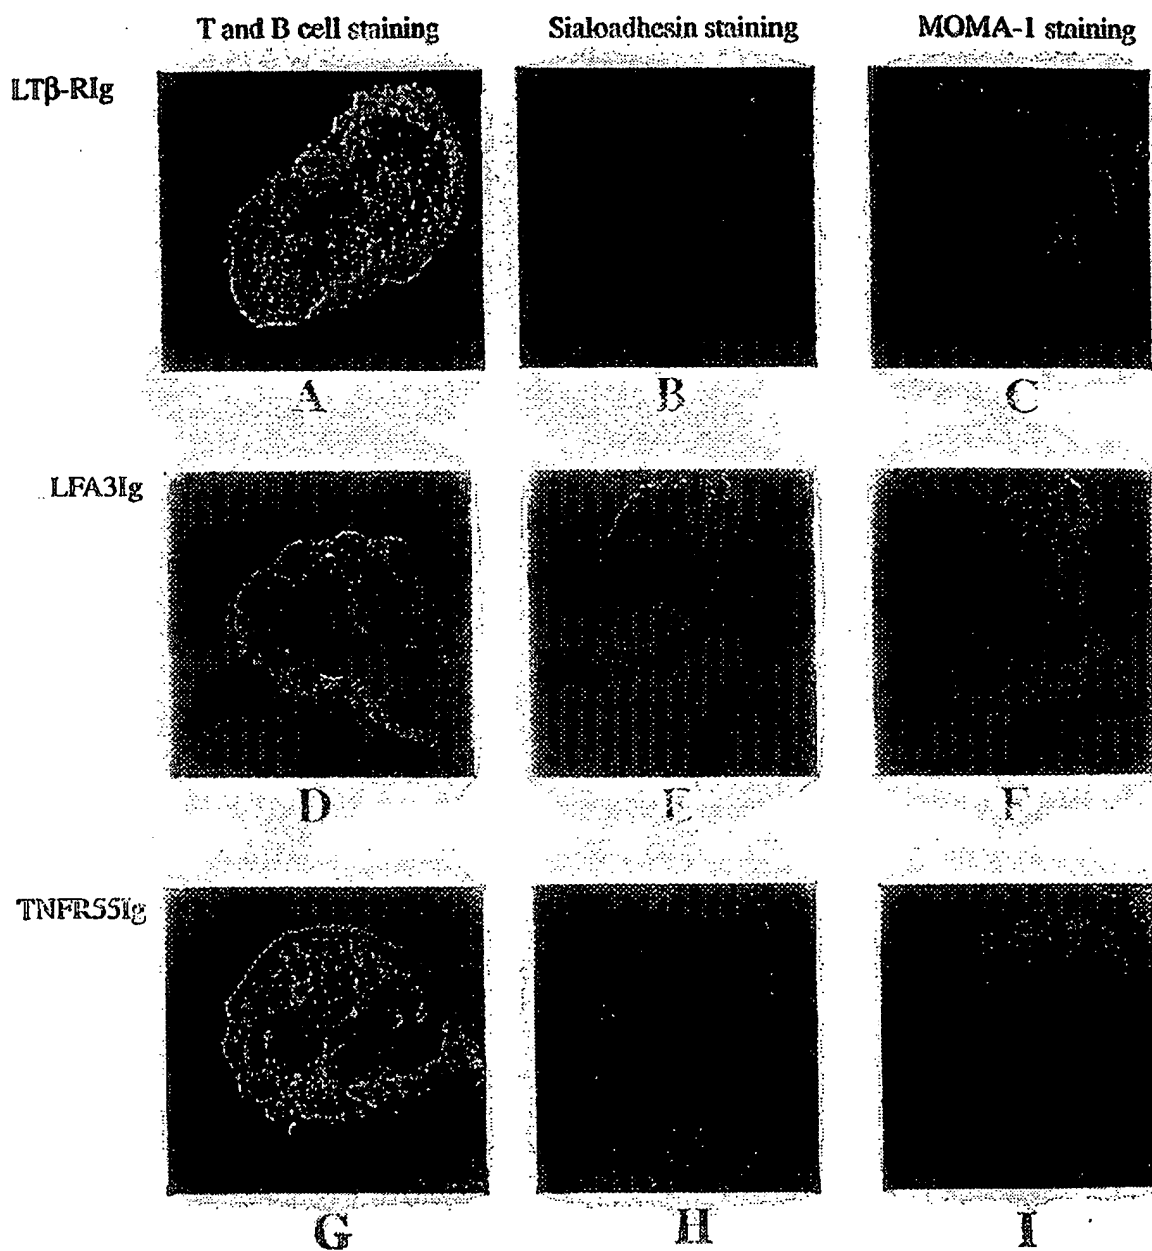 T and B cell staining Sialoadhesin staining MOMA-1 staining
LTβ-RIg
A B C
LFA3Ig
D E F
TNFR55Ig
G H I